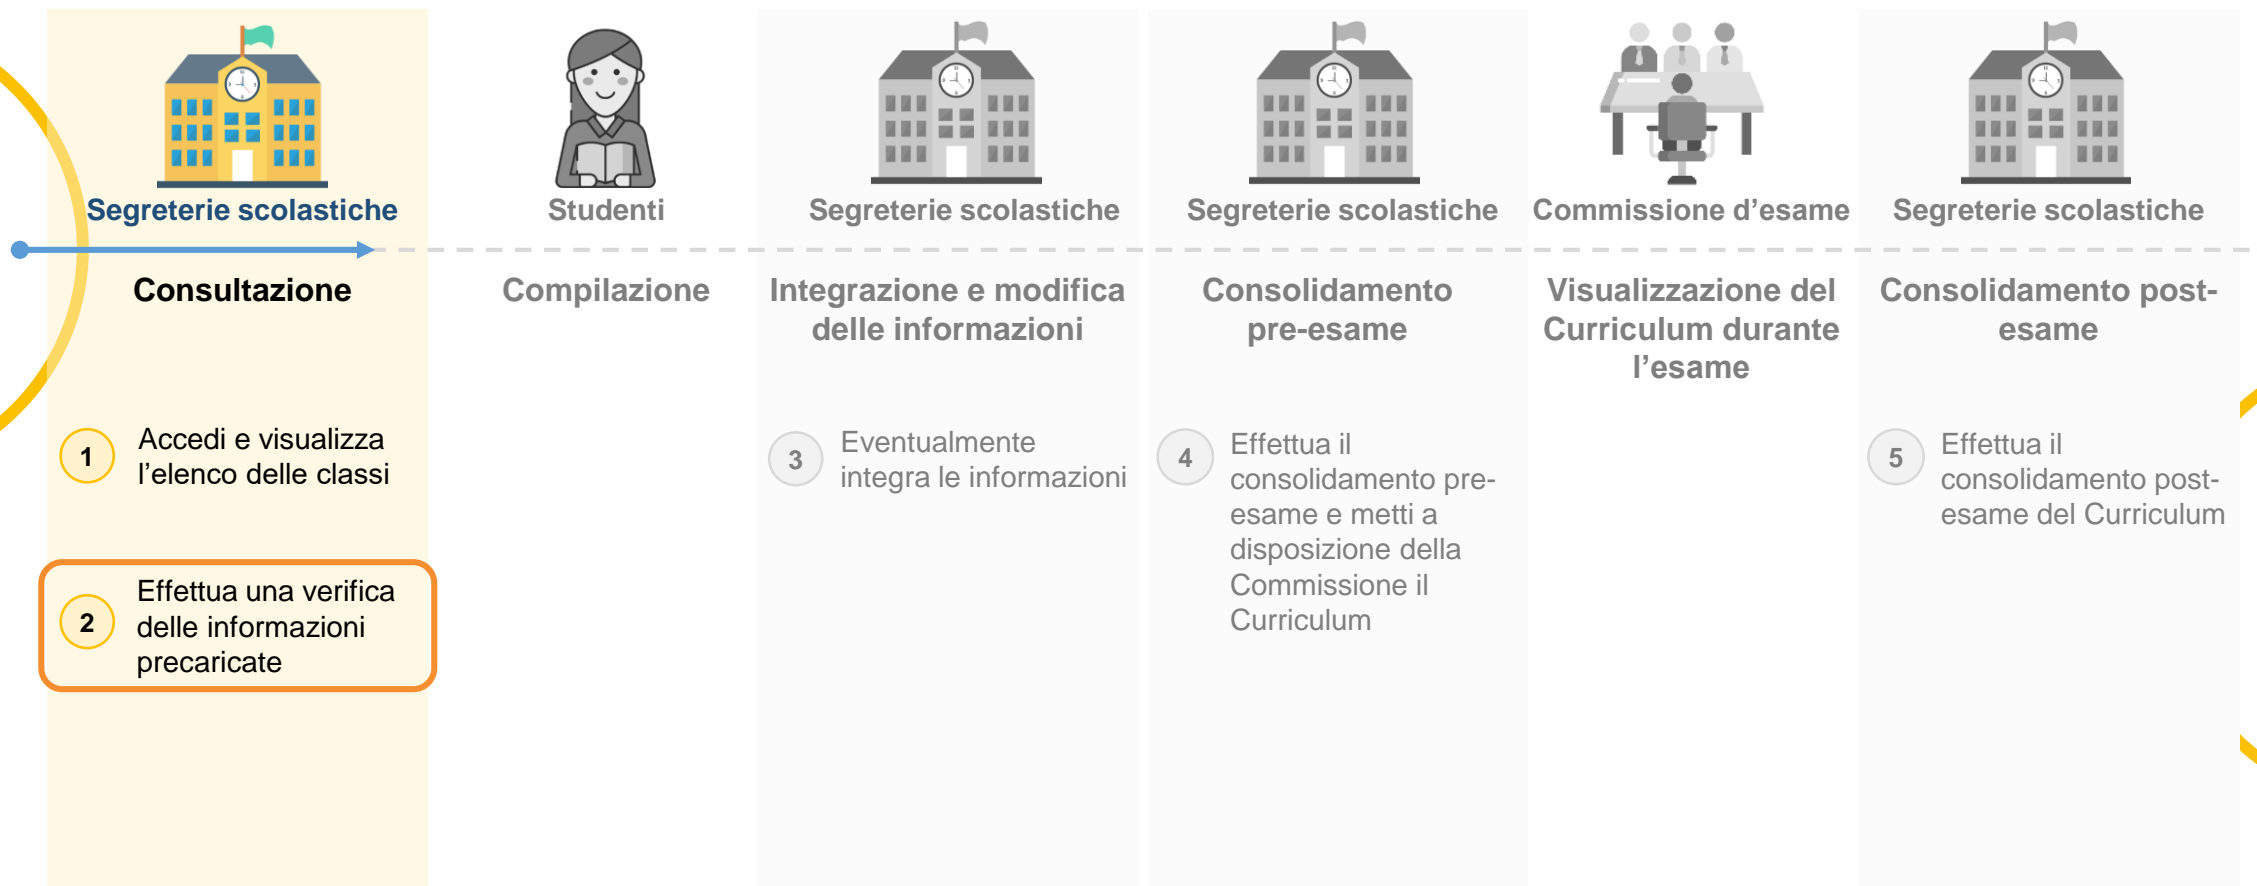 Segreterie scolastiche
Studenti
Segreterie scolastiche
Segreterie scolastiche
Commissione d'esame
Segreterie scolastiche
Consultazione
Compilazione
Integrazione e modifica
delle informazioni
Consolidamento
pre-esame
Visualizzazione del
Curriculum durante
l'esame
Consolidamento post-
esame
1
Accedi e visualizza
l'elenco delle classi
2
Effettua una verifica
delle informazioni
precaricate
3
Eventualmente
integra le informazioni
4
Effettua il
consolidamento pre-
esame e metti a
disposizione della
Commissione il
Curriculum
5
Effettua il
consolidamento post-
esame del Curriculum